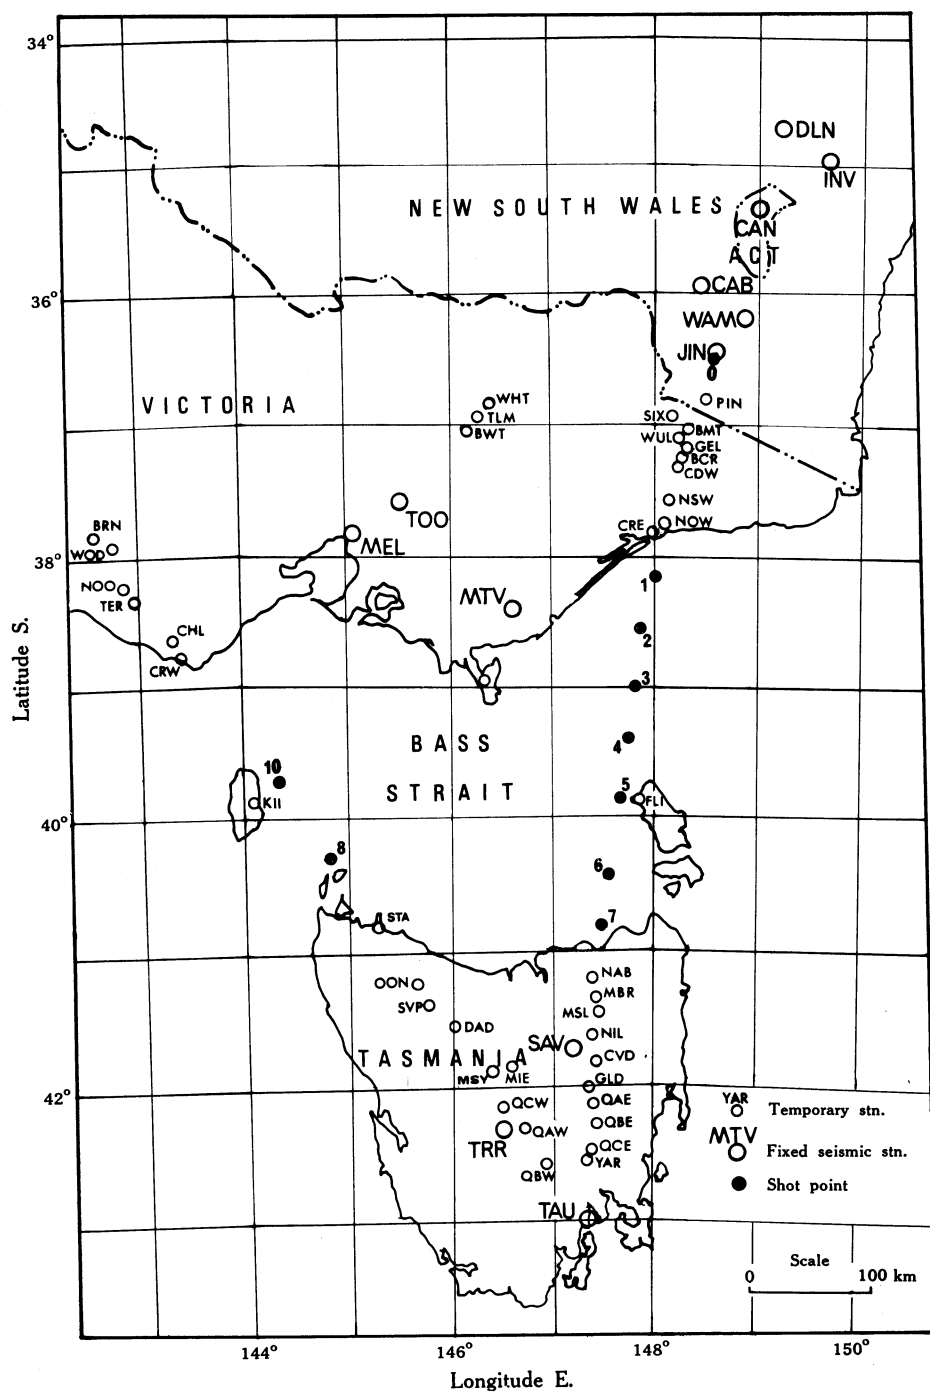 34°
DLN
INV
NEW SOUTH WALES
CAN
ACT
CAB
36°
WAM
JIN
0
PIN
VICTORIA
WHT
TLM
BWT
SIX
BMT
WUL
GEL
BCR
CDW
NSW
TOO
NOW
CRE
BRN
MEL
WOD
38°
1
NOO
MTV
TER
2
CHL
CRW
3
Latitude S.
BASS
4
10
STRAIT
5
KII
FLI
40°
8
6
7
STA
NAB
ON
MBR
SVP
MSL
DAD
NIL
SAV
TASMANIA
CVD
MSY
MIE
GLD
42°
QCW
QAE
YAR
Temporary stn.
QBE
QAW
MTV
TRR
QCE
Fixed seismic stn.
YAR
QBW
Shot point
TAU
Scale
0 100 km
144° 146° 148° 150°
Longitude E.